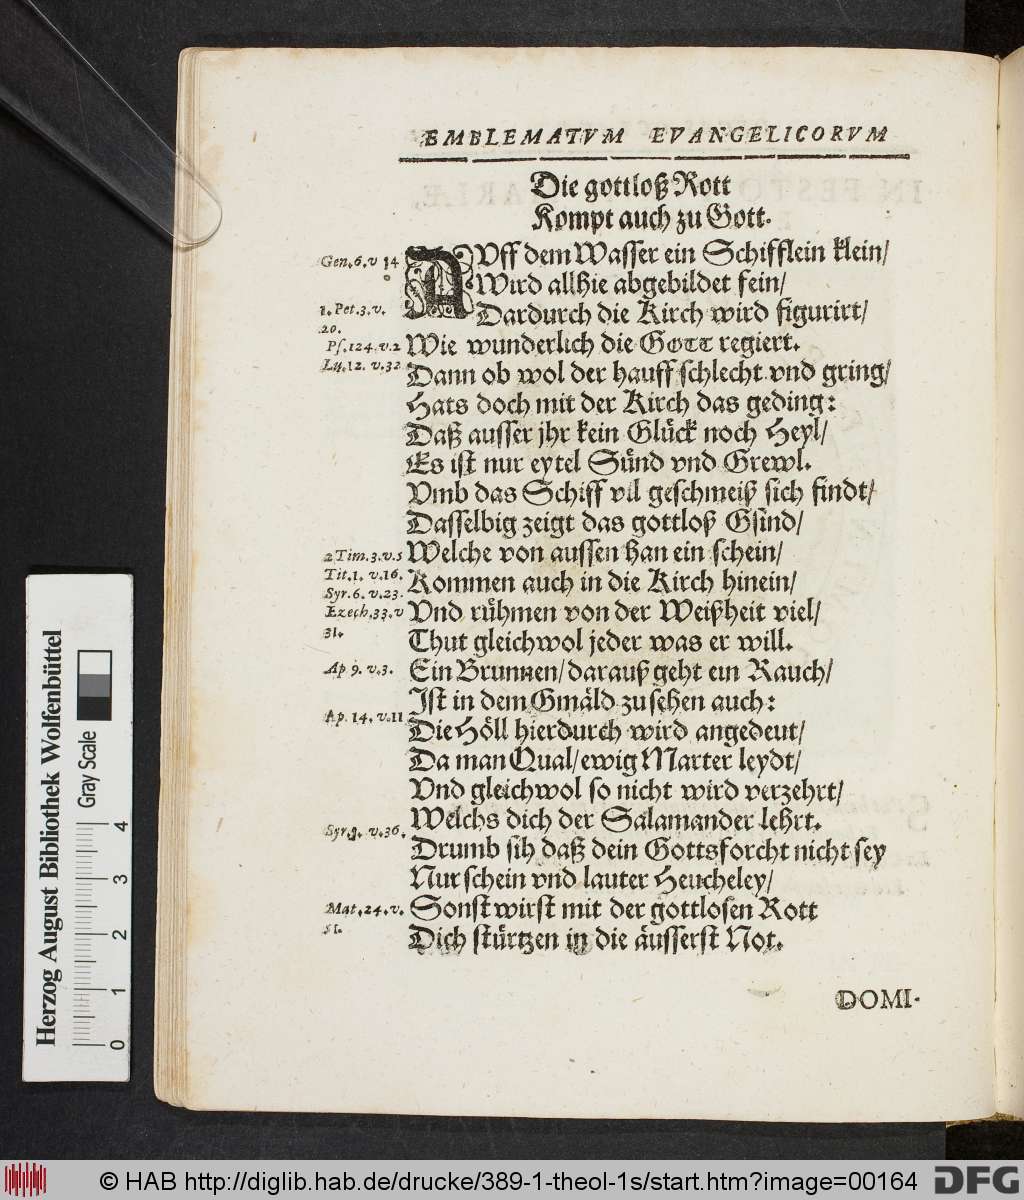 EMBLEMATVM EVANGELICORVM
Die gottloß Rott
Kompt auch zu Gott.
Gen. 6. v 14
AVff dem Wasser ein Schifflein klein/
Wird allhie abgebildet fein/
1. Pet. 3. v.
20.
Dardurch die Kirch wird figurirt/
Ps. 124. v. 2
Wie wunderlich die GOTT regiert.
Lu. 12. v. 32
Dann ob wol der hauff schlecht vnd gring/
Hats doch mit der Kirch das geding:
Daß ausser jhr kein Glück noch Heyl/
Es ist nur eytel Sünd vnd Grewl.
Vmb das Schiff vil geschmeiß sich findt/
Dasselbig zeigt das gottloß Gsind/
2 Tim. 3. v. 5
Welche von aussen han ein schein/
Tit. 1. v. 16.
Kommen auch in die Kirch hinein/
Syr. 6. v. 23.
Ezech. 33. v
31.
Vnd rühmen von der Weißheit viel/
Thut gleichwol jeder was er will.
Ap 9. v. 3.
Ein Brunnen/ darauß geht ein Rauch/
Ist in dem Gmäld zusehen auch:
Ap. 14. v. 11
Die Höll hierdurch wird angedeut/
Da man Qual/ ewig Marter leydt/
Vnd gleichwol so nicht wird verzehrt/
Welchs dich der Salamander lehrt.
v. 36.
Drumb sih daß dein Gottsforcht nicht sey
Nur schein vnd lauter Heucheley/
Mat. 24. v.
51.
Sonst wirst mit der gottlosen Rott
Dich stürtzen in die äusserst Not.
DOMI-
Herzog August Bibliothek Wolfenbüttel
Gray Scale
0 1 2 3 4
© HAB http://diglib.hab.de/drucke/389-1-theol-1s/start.htm?image=00164
DFG